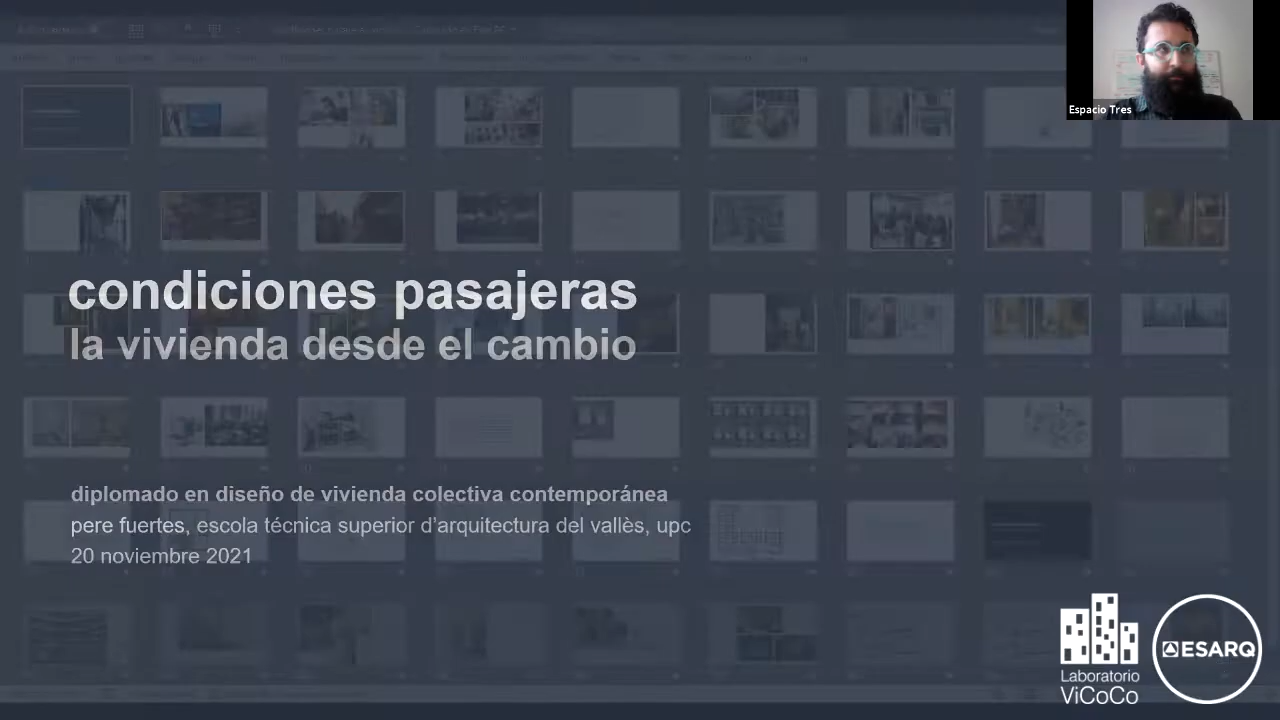 Espacio Tres
condiciones pasajeras
la vivienda desde el cambio
diplomado en diseño de vivienda colectiva contemporánea
pere fuertes, escola técnica superior d'arquitectura del vallès, upc
20 noviembre 2021
Laboratorio
ViCoCo
ESARQ